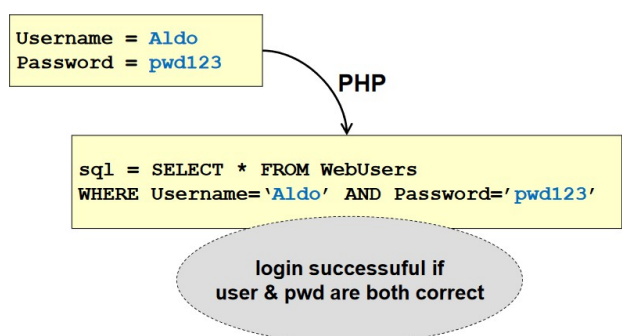 Username = Aldo
Password = pwd123
PHP
sql = SELECT * FROM WebUsers
WHERE Username=‘Aldo’ AND Password=’pwd123’
login successuful if
user & pwd are both correct